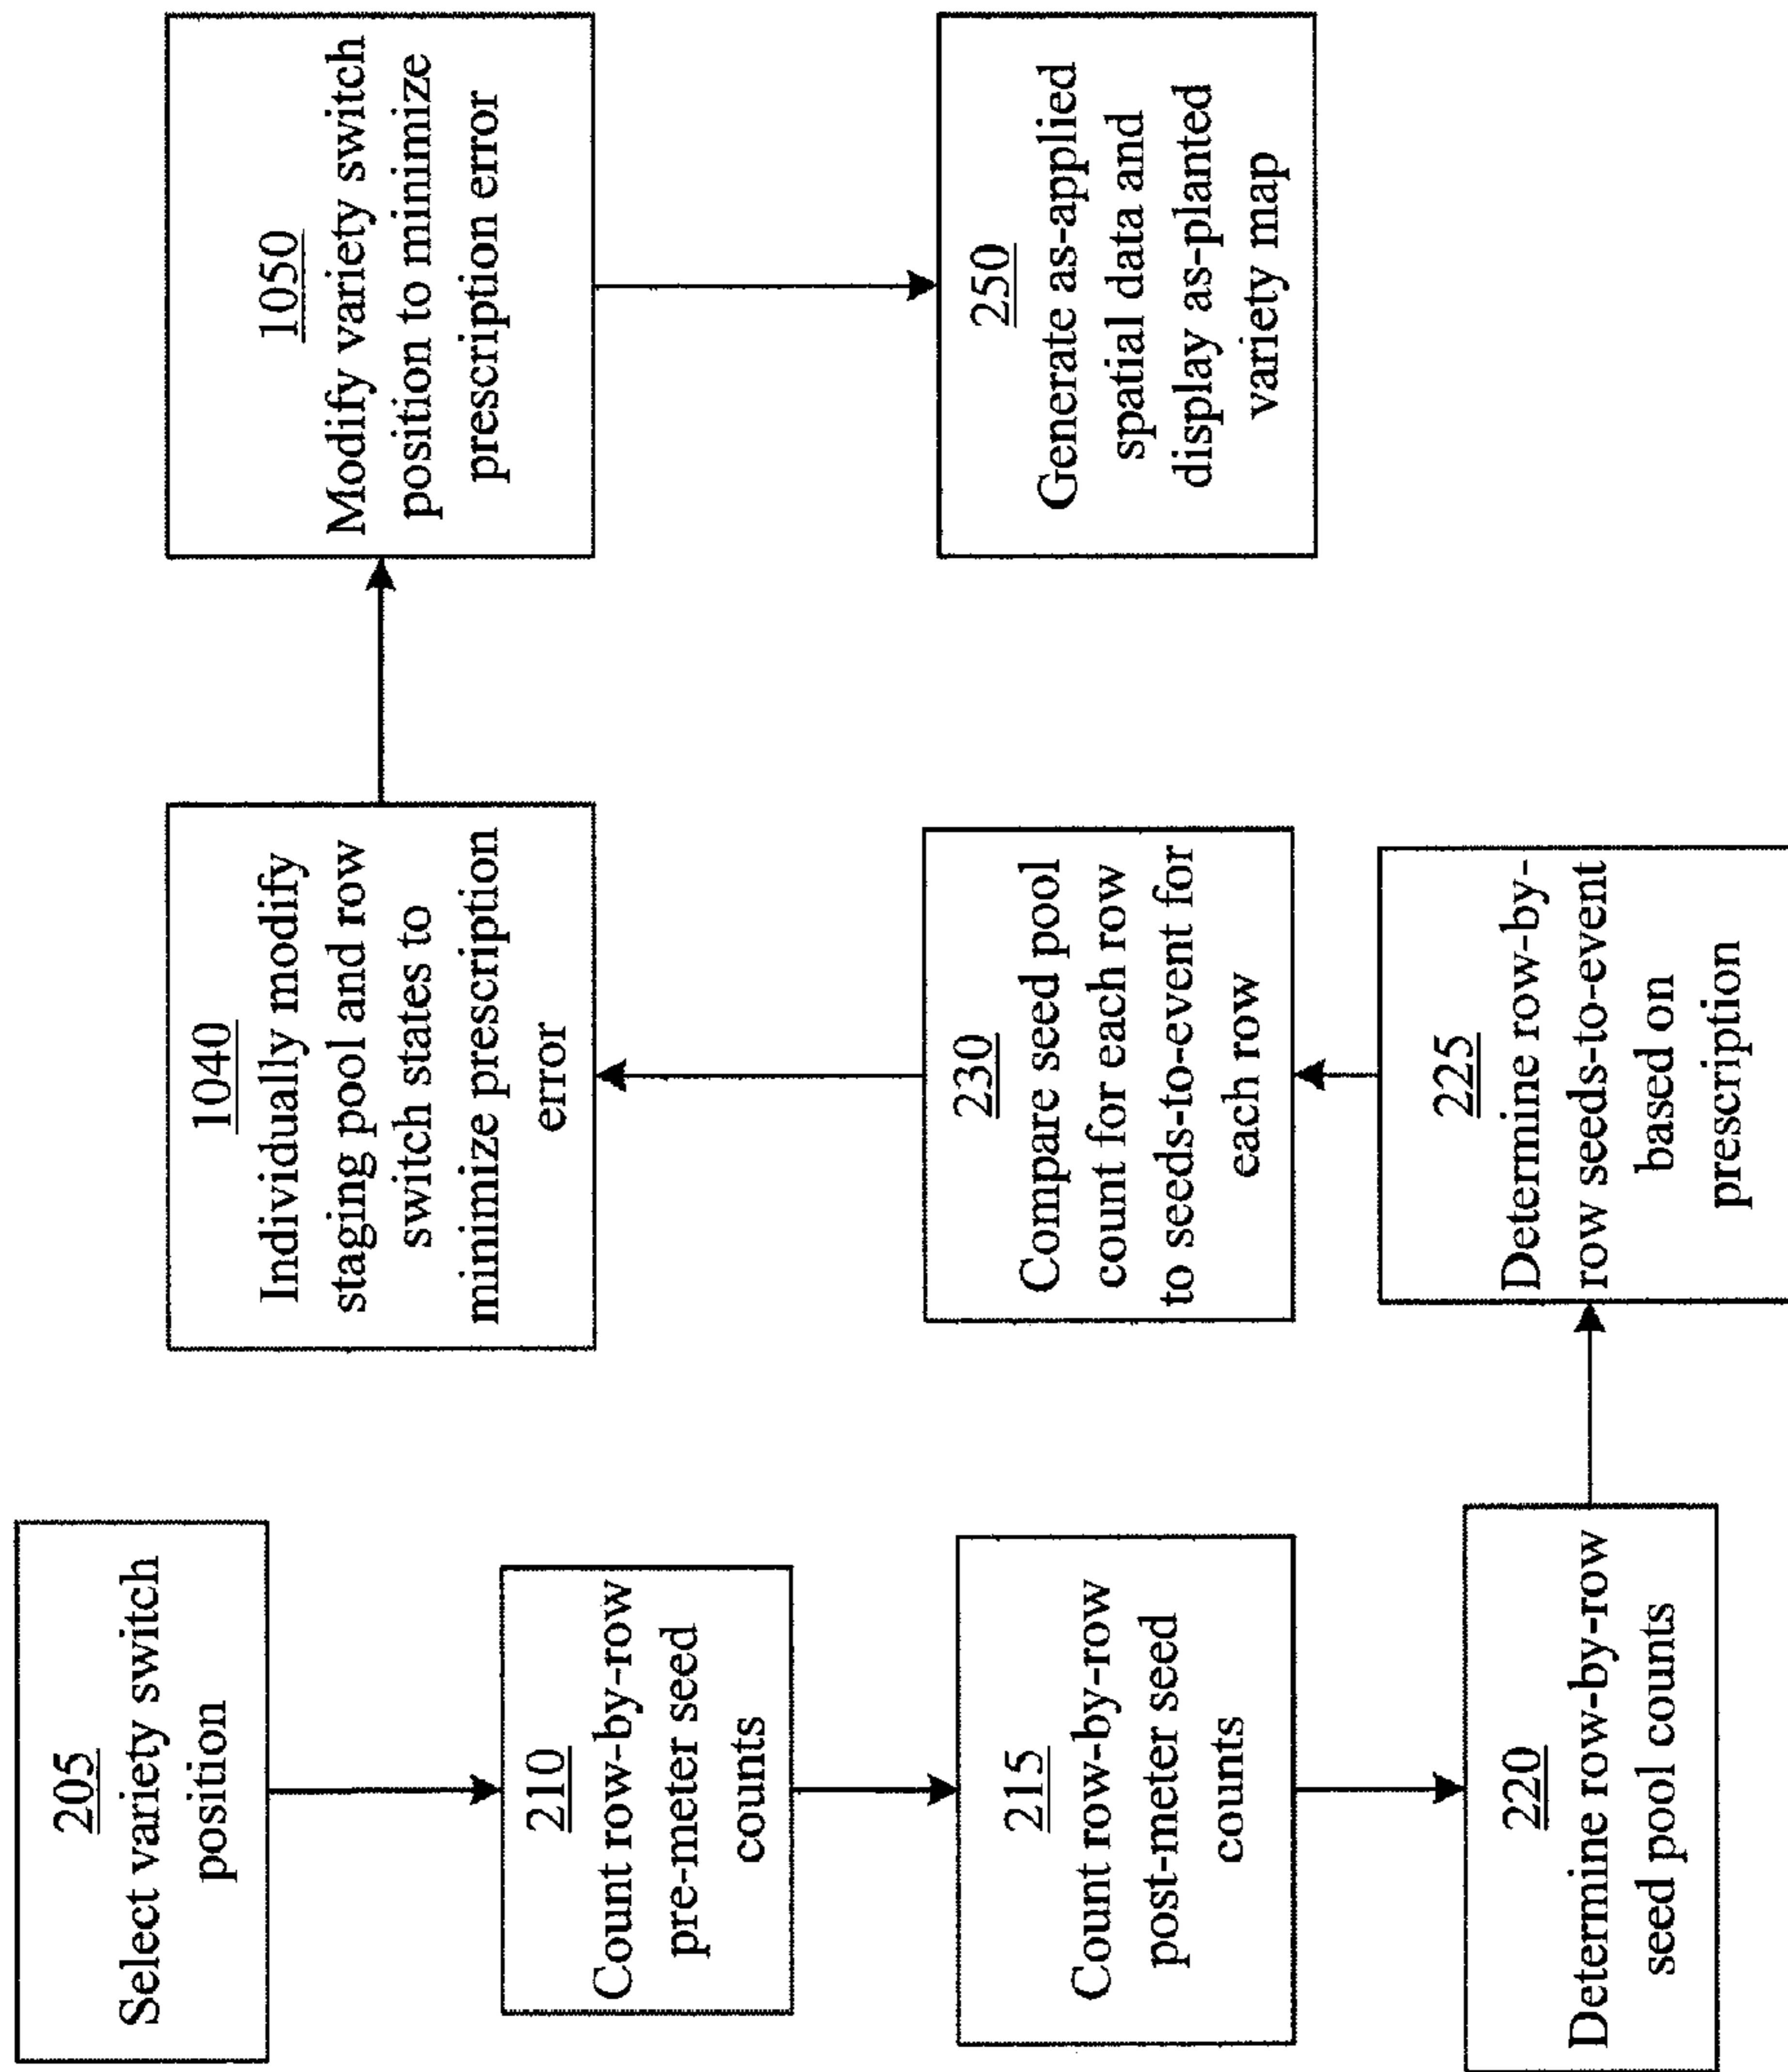 205
Select variety switch
position
210
Count row-by-row
pre-meter seed
counts
215
Count row-by-row
post-meter seed
counts
220
Determine row-by-row
seed pool counts
225
Determine row-by-
row seeds-to-event
based on
prescription
230
Compare seed pool
count for each row
to seeds-to-event for
each row
1040
Individually modify
staging pool and row
switch states to
minimize prescription
error
1050
Modify variety switch
position to minimize
prescription error
250
Generate as-applied
spatial data and
display as-planted
variety map